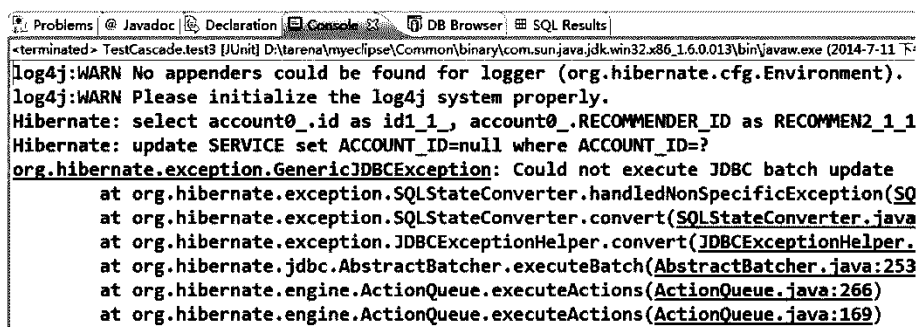 Problems @ Javadoc Declaration Console DB Browser SQL Results
<terminated> TestCascade.test3 [JUnit] D:\tarena\myeclipse\Common\binary\com.sun.java.jdk.win32.x86_1.6.0.013\bin\javaw.exe (2014-7-11 下午
log4j:WARN No appenders could be found for logger (org.hibernate.cfg.Environment).
log4j:WARN Please initialize the log4j system properly.
Hibernate: select account0_.id as id1_1_, account0_.RECOMMENDER_ID as RECOMMEN2_1_1
Hibernate: update SERVICE set ACCOUNT_ID=null where ACCOUNT_ID=?
org.hibernate.exception.GenericJDBCException: Could not execute JDBC batch update
at org.hibernate.exception.SQLStateConverter.handledNonSpecificException(SQ
at org.hibernate.exception.SQLStateConverter.convert(SQLStateConverter.java
at org.hibernate.exception.JDBCExceptionHelper.convert(JDBCExceptionHelper.
at org.hibernate.jdbc.AbstractBatcher.executeBatch(AbstractBatcher.java:253
at org.hibernate.engine.ActionQueue.executeActions(ActionQueue.java:266)
at org.hibernate.engine.ActionQueue.executeActions(ActionQueue.java:169)